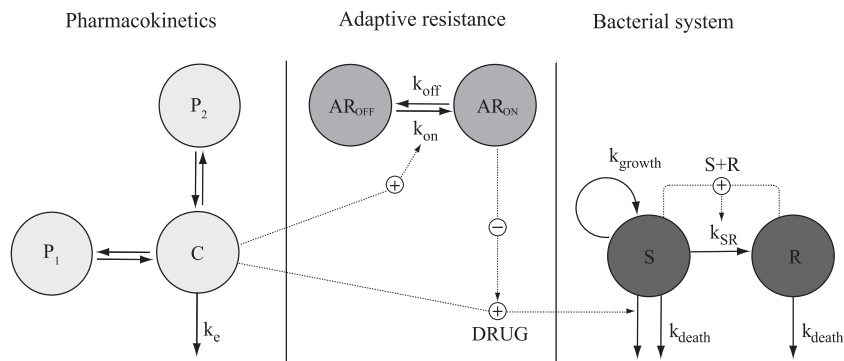 Pharmacokinetics
Adaptive resistance
Bacterial system
P2
P1
C
ke
AROFF
ARON
koff
kon
+
−
+
DRUG
kgrowth
S+R
+
kSR
S
R
kdeath
kdeath